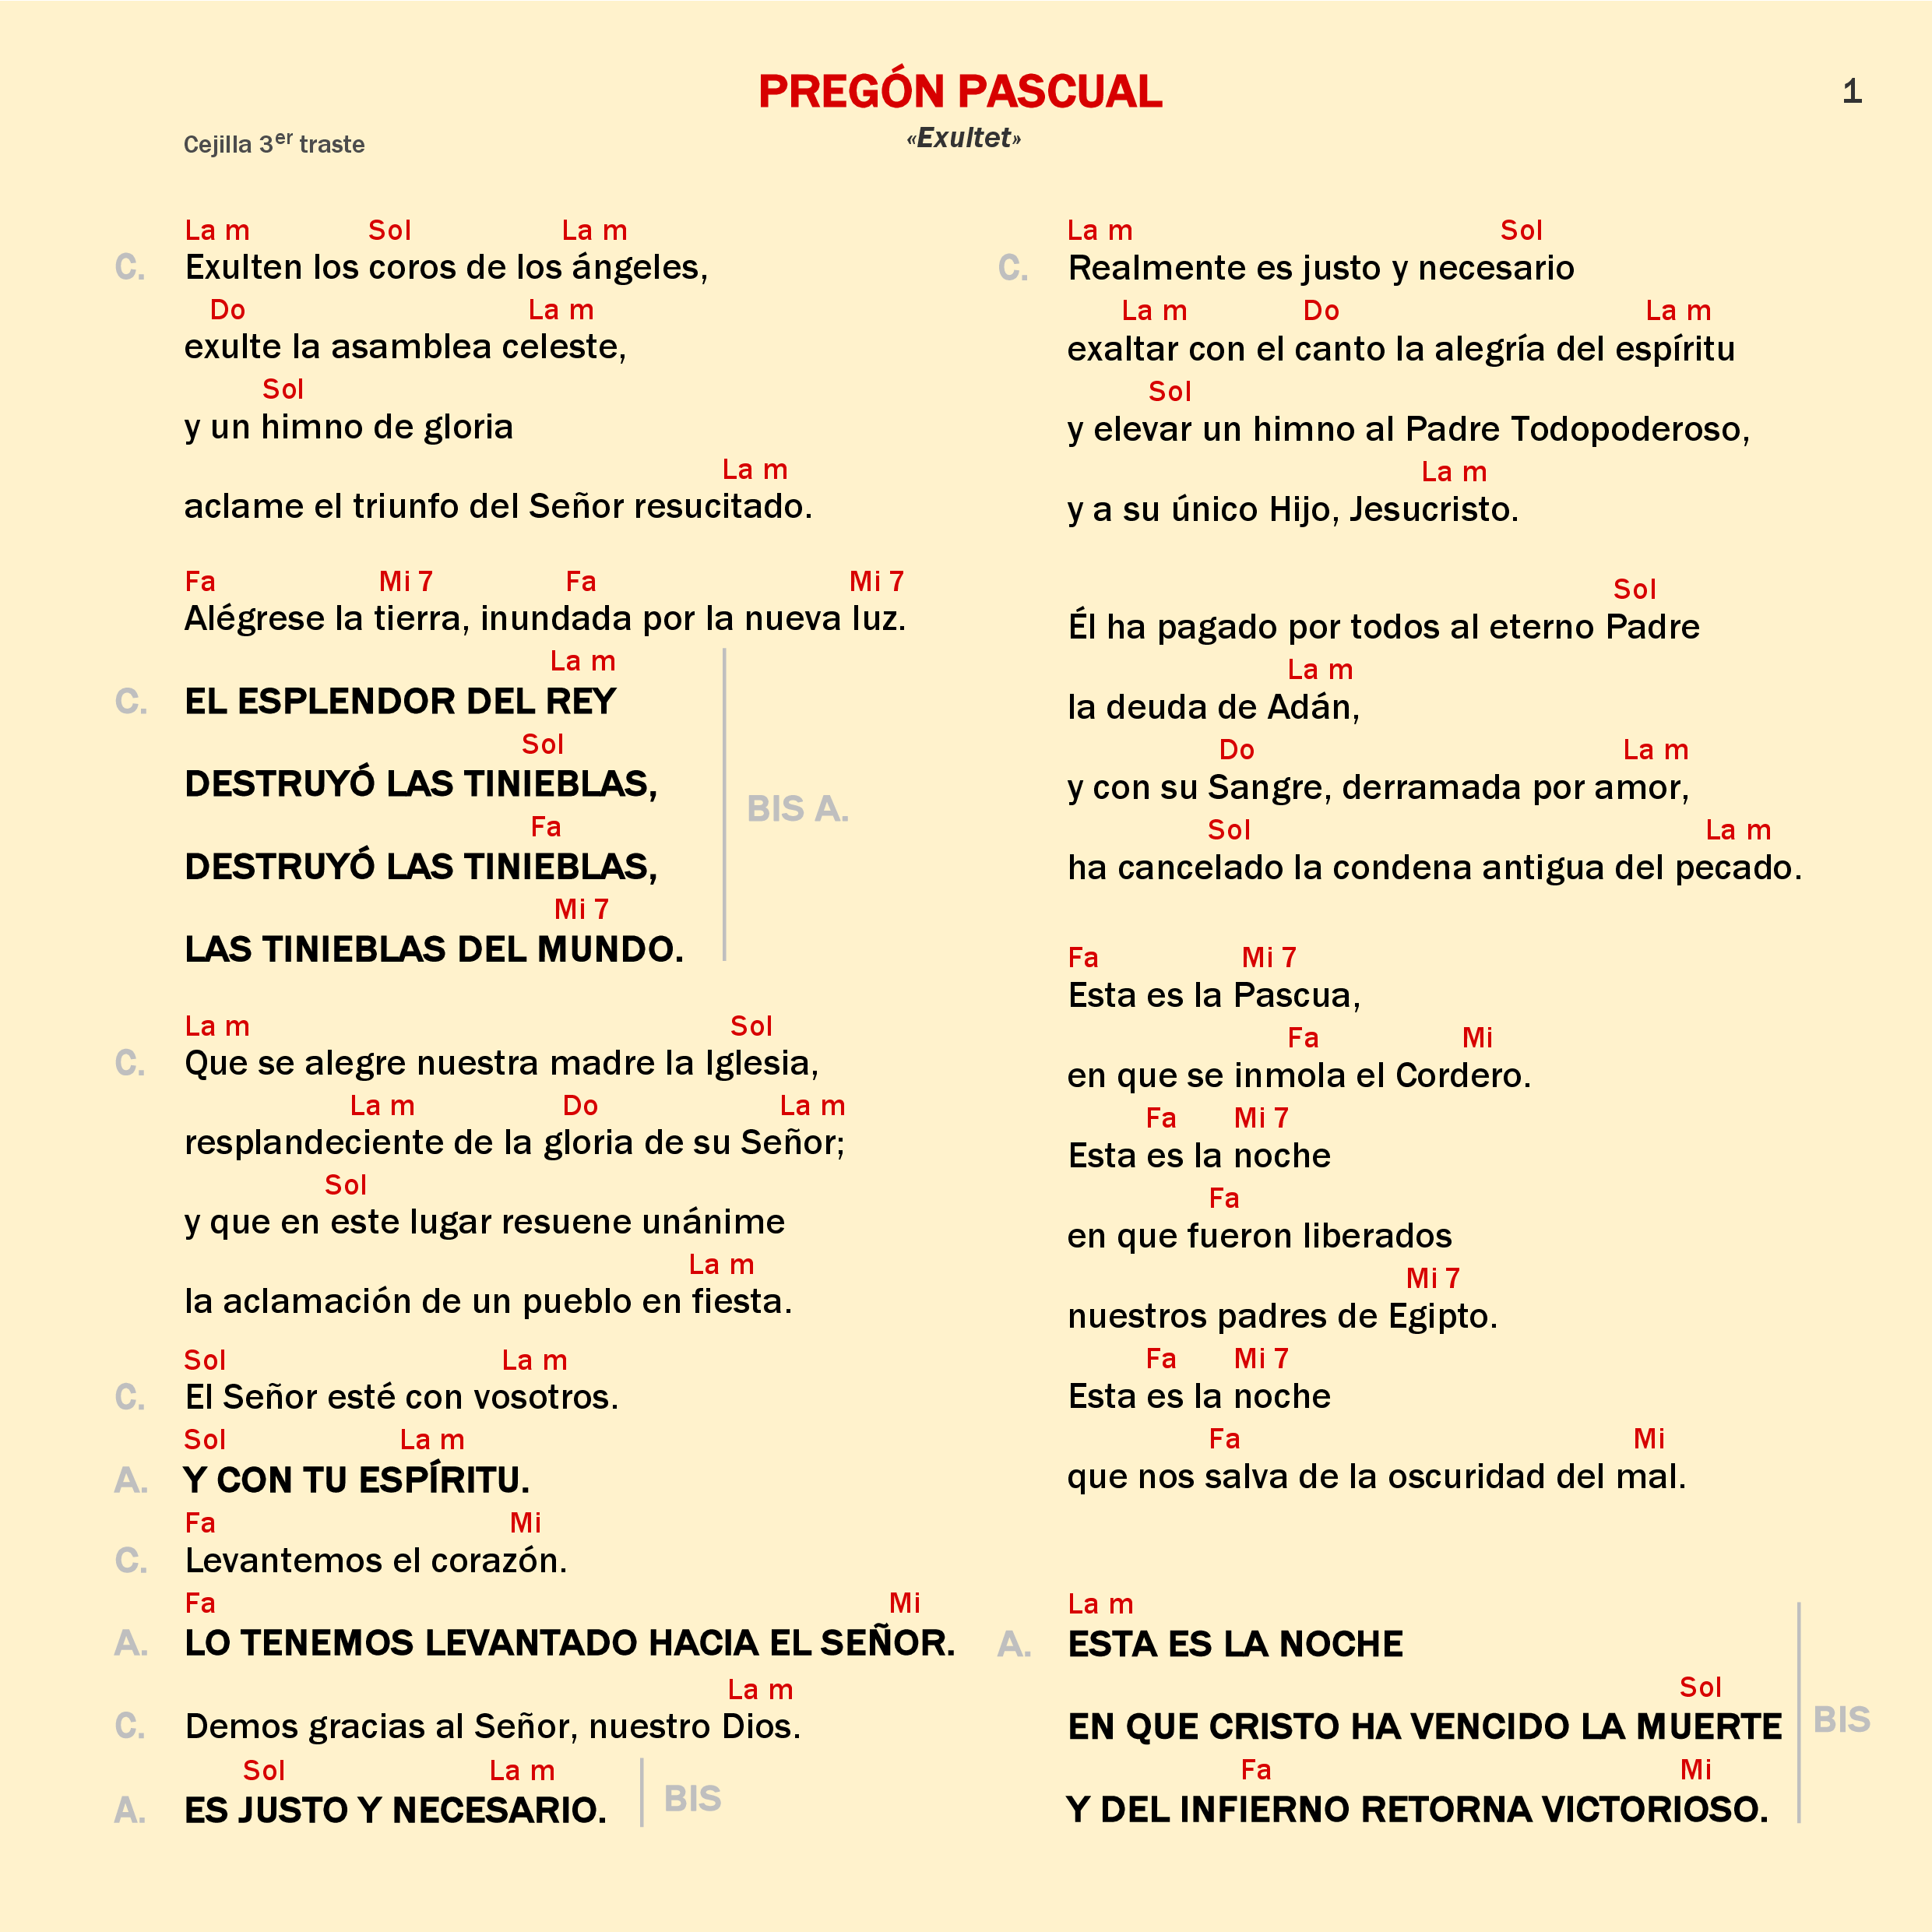 PREGÓN PASCUAL
1
«Exultet»
Cejilla 3er traste
La m Sol La m
C. Exulten los coros de los ángeles,
Do La m
exulte la asamblea celeste,
Sol
y un himno de gloria
La m
aclame el triunfo del Señor resucitado.
Fa Mi 7 Fa Mi 7
Alégrese la tierra, inundada por la nueva luz.
La m
C. EL ESPLENDOR DEL REY
Sol
DESTRUYÓ LAS TINIEBLAS,
BIS A.
Fa
DESTRUYÓ LAS TINIEBLAS,
Mi 7
LAS TINIEBLAS DEL MUNDO.
La m Sol
C. Que se alegre nuestra madre la Iglesia,
La m Do La m
resplandeciente de la gloria de su Señor;
Sol
y que en este lugar resuene unánime
La m
la aclamación de un pueblo en fiesta.
Sol La m
C. El Señor esté con vosotros.
Sol La m
A. Y CON TU ESPÍRITU.
Fa Mi
C. Levantemos el corazón.
Fa Mi
A. LO TENEMOS LEVANTADO HACIA EL SEÑOR.
La m
C. Demos gracias al Señor, nuestro Dios.
Sol La m
A. ES JUSTO Y NECESARIO. BIS
La m Sol
C. Realmente es justo y necesario
La m Do La m
exaltar con el canto la alegría del espíritu
Sol
y elevar un himno al Padre Todopoderoso,
La m
y a su único Hijo, Jesucristo.
Sol
Él ha pagado por todos al eterno Padre
La m
la deuda de Adán,
Do La m
y con su Sangre, derramada por amor,
Sol La m
ha cancelado la condena antigua del pecado.
Fa Mi 7
Esta es la Pascua,
Fa Mi
en que se inmola el Cordero.
Fa Mi 7
Esta es la noche
Fa
en que fueron liberados
Mi 7
nuestros padres de Egipto.
Fa Mi 7
Esta es la noche
Fa Mi
que nos salva de la oscuridad del mal.
La m
A. ESTA ES LA NOCHE
Sol
EN QUE CRISTO HA VENCIDO LA MUERTE BIS
Fa Mi
Y DEL INFIERNO RETORNA VICTORIOSO.